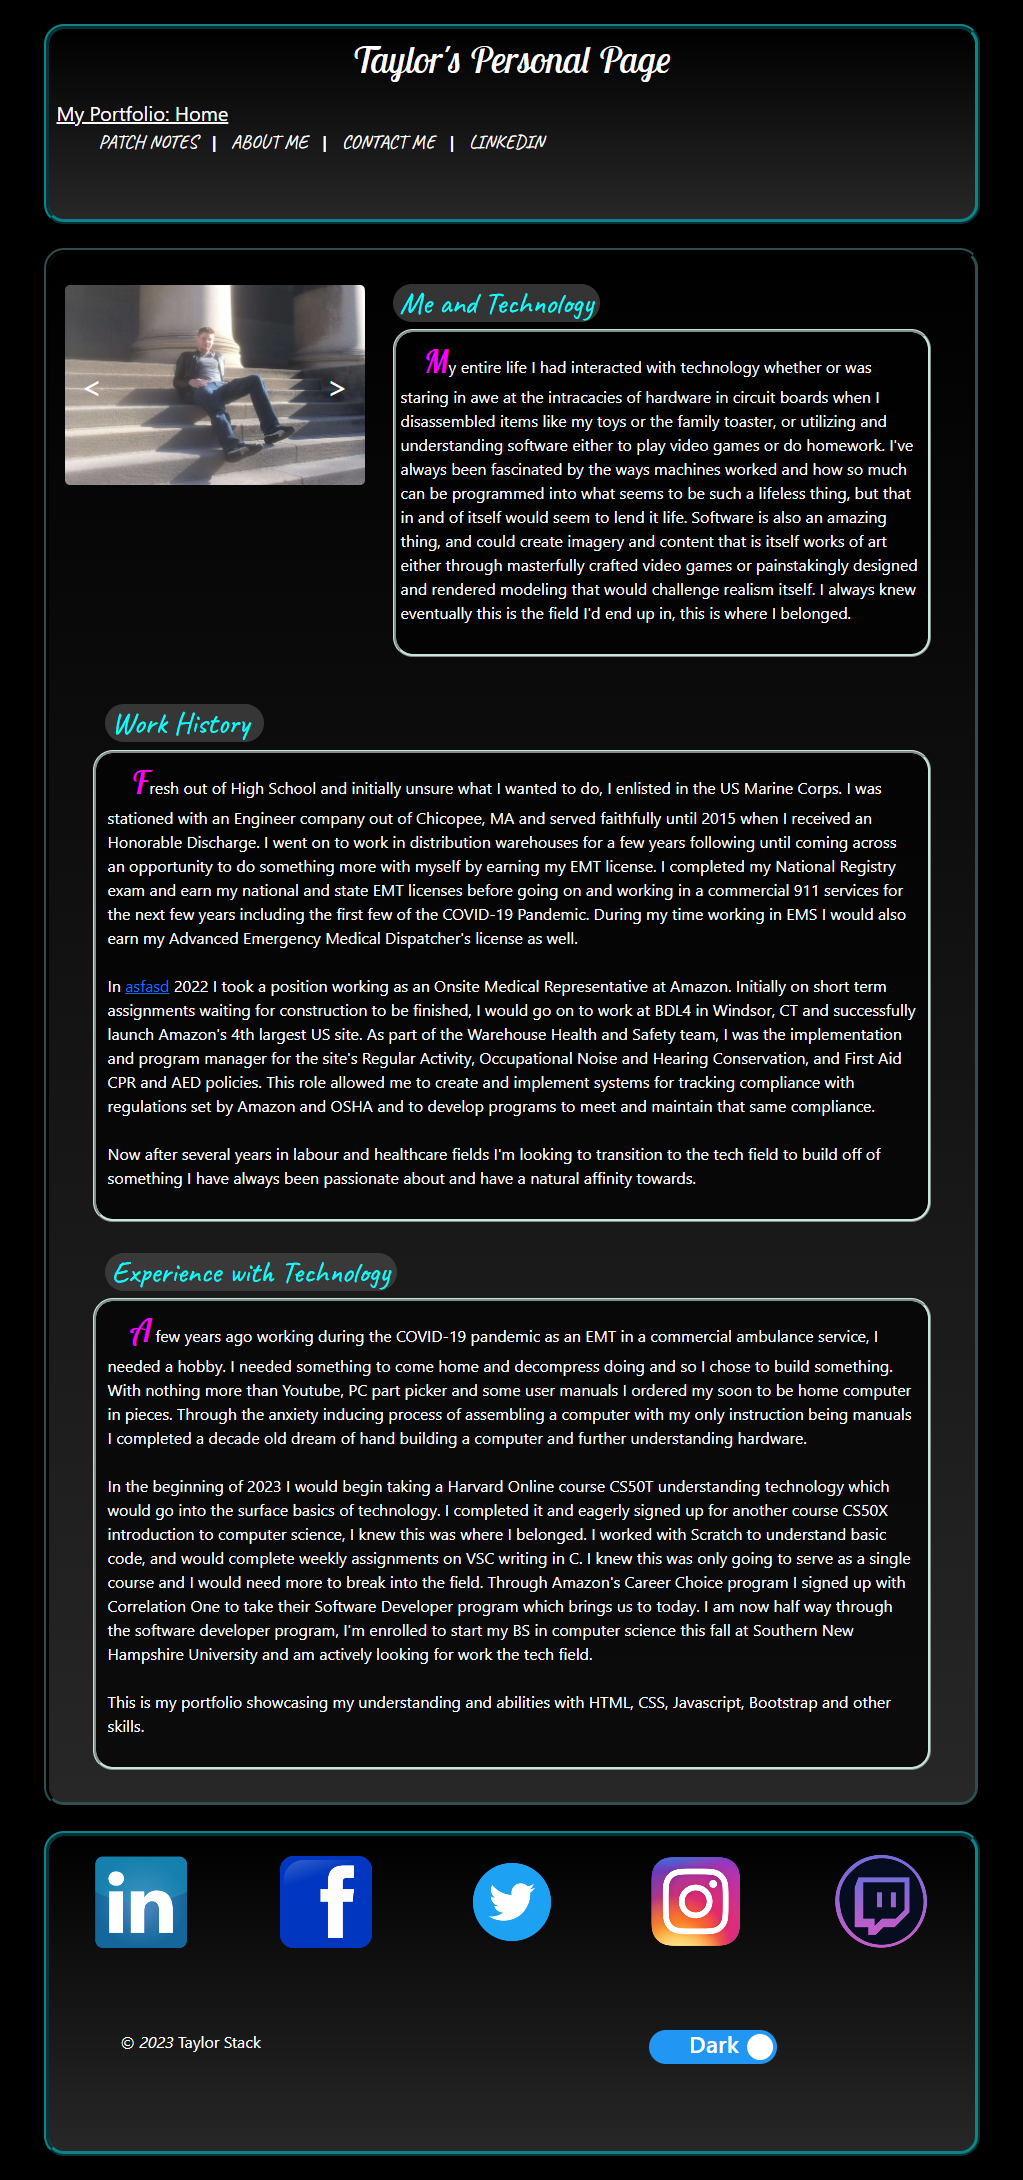 Taylor's Personal Page
My Portfolio: Home
PATCH NOTES | ABOUT ME | CONTACT ME | LINKEDIN
< >
Me and Technology
My entire life I had interacted with technology whether or was
staring in awe at the intracacies of hardware in circuit boards when I
disassembled items like my toys or the family toaster, or utilizing and
understanding software either to play video games or do homework. I've
always been fascinated by the ways machines worked and how so much
can be programmed into what seems to be such a lifeless thing, but that
in and of itself would seem to lend it life. Software is also an amazing
thing, and could create imagery and content that is itself works of art
either through masterfully crafted video games or painstakingly designed
and rendered modeling that would challenge realism itself. I always knew
eventually this is the field I'd end up in, this is where I belonged.
Work History
Fresh out of High School and initially unsure what I wanted to do, I enlisted in the US Marine Corps. I was
stationed with an Engineer company out of Chicopee, MA and served faithfully until 2015 when I received an
Honorable Discharge. I went on to work in distribution warehouses for a few years following until coming across
an opportunity to do something more with myself by earning my EMT license. I completed my National Registry
exam and earn my national and state EMT licenses before going on and working in a commercial 911 services for
the next few years including the first few of the COVID-19 Pandemic. During my time working in EMS I would also
earn my Advanced Emergency Medical Dispatcher's license as well.
In asfasd 2022 I took a position working as an Onsite Medical Representative at Amazon. Initially on short term
assignments waiting for construction to be finished, I would go on to work at BDL4 in Windsor, CT and successfully
launch Amazon's 4th largest US site. As part of the Warehouse Health and Safety team, I was the implementation
and program manager for the site's Regular Activity, Occupational Noise and Hearing Conservation, and First Aid
CPR and AED policies. This role allowed me to create and implement systems for tracking compliance with
regulations set by Amazon and OSHA and to develop programs to meet and maintain that same compliance.
Now after several years in labour and healthcare fields I'm looking to transition to the tech field to build off of
something I have always been passionate about and have a natural affinity towards.
Experience with Technology
A few years ago working during the COVID-19 pandemic as an EMT in a commercial ambulance service, I
needed a hobby. I needed something to come home and decompress doing and so I chose to build something.
With nothing more than Youtube, PC part picker and some user manuals I ordered my soon to be home computer
in pieces. Through the anxiety inducing process of assembling a computer with my only instruction being manuals
I completed a decade old dream of hand building a computer and further understanding hardware.
In the beginning of 2023 I would begin taking a Harvard Online course CS50T understanding technology which
would go into the surface basics of technology. I completed it and eagerly signed up for another course CS50X
introduction to computer science, I knew this was where I belonged. I worked with Scratch to understand basic
code, and would complete weekly assignments on VSC writing in C. I knew this was only going to serve as a single
course and I would need more to break into the field. Through Amazon's Career Choice program I signed up with
Correlation One to take their Software Developer program which brings us to today. I am now half way through
the software developer program, I'm enrolled to start my BS in computer science this fall at Southern New
Hampshire University and am actively looking for work the tech field.
This is my portfolio showcasing my understanding and abilities with HTML, CSS, Javascript, Bootstrap and other
skills.
in f
© 2023 Taylor Stack
Dark